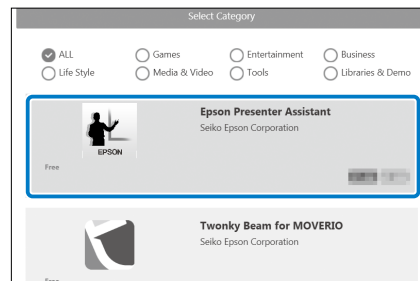 Select Category
ALL Games Entertainment Business
Life Style Media & Video Tools Libraries & Demo
Epson Presenter Assistant
Seiko Epson Corporation
EPSON
Free
Twonky Beam for MOVERIO
Seiko Epson Corporation
Free